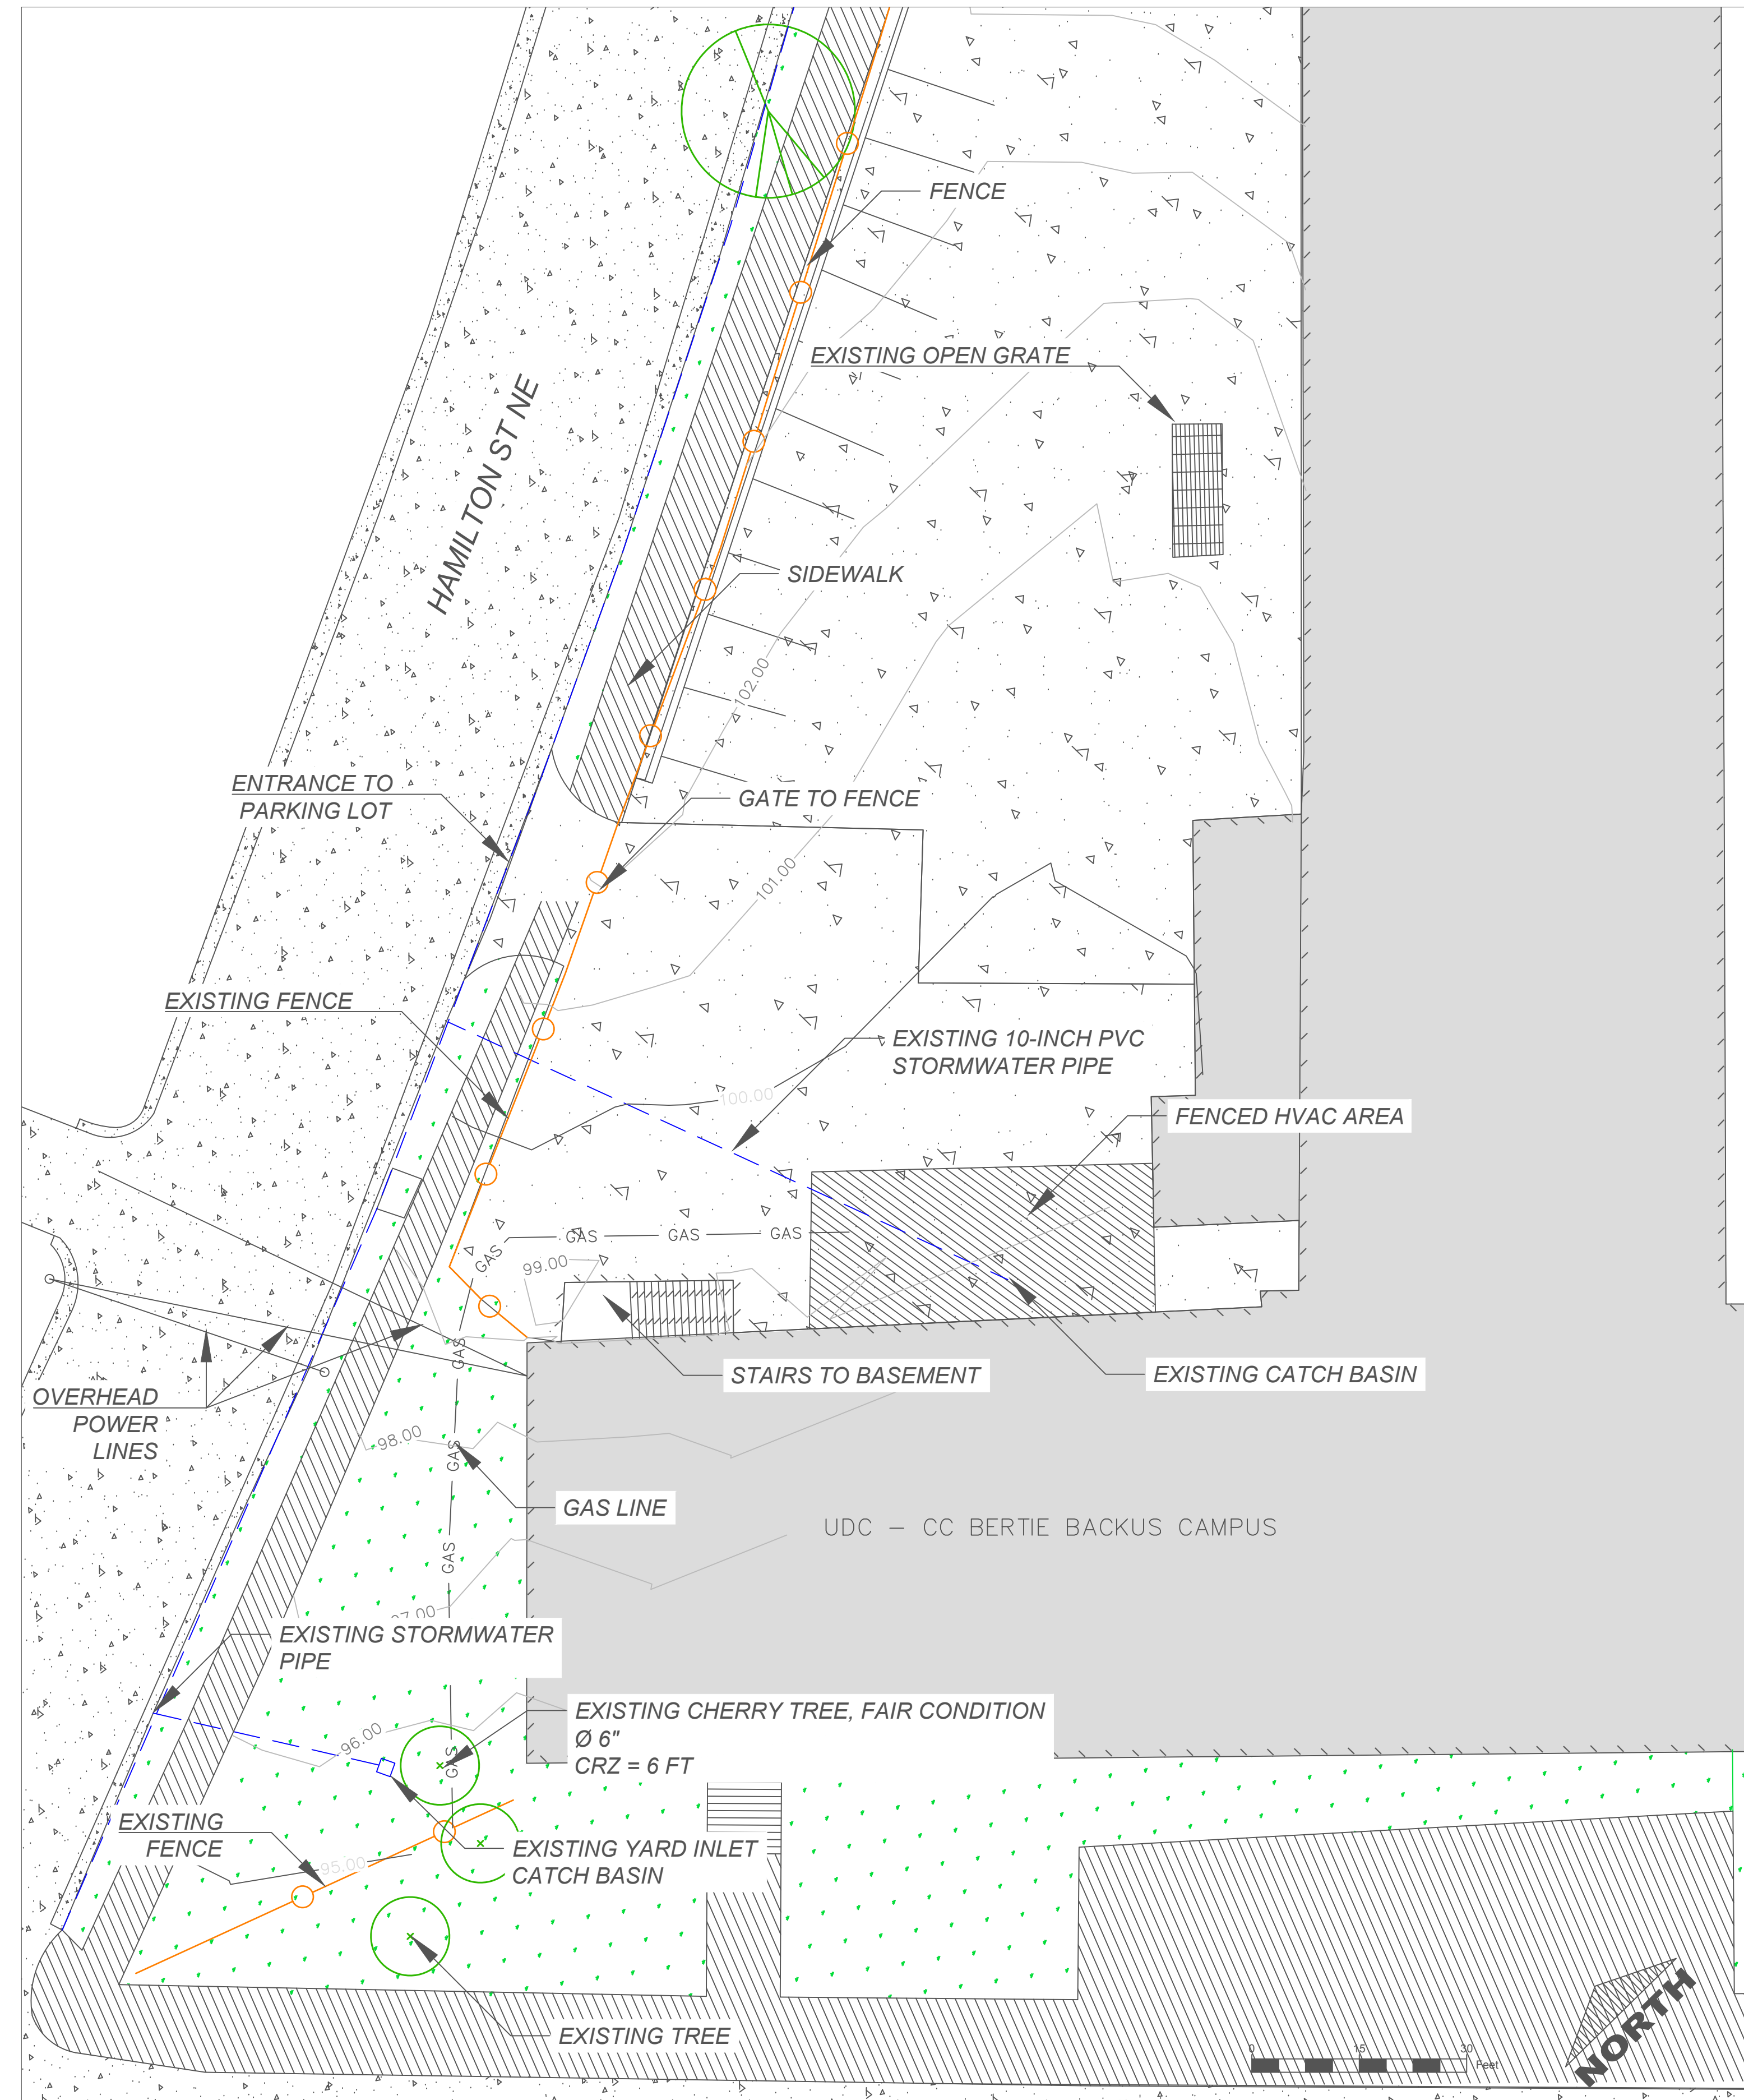 FENCE
EXISTING OPEN GRATE
HAMILTON ST NE
SIDEWALK
102.00
ENTRANCE TO
PARKING LOT
GATE TO FENCE
101.00
EXISTING FENCE
EXISTING 10-INCH PVC
STORMWATER PIPE
100.00
FENCED HVAC AREA
GAS
GAS
GAS
GAS
99.00
GAS
STAIRS TO BASEMENT
EXISTING CATCH BASIN
OVERHEAD
POWER
LINES
98.00
GAS
GAS LINE
UDC - CC BERTIE BACKUS CAMPUS
GAS
97.00
EXISTING STORMWATER
PIPE
EXISTING CHERRY TREE, FAIR CONDITION
Ø 6"
CRZ = 6 FT
96.00
GAS
EXISTING
FENCE
EXISTING YARD INLET
CATCH BASIN
95.00
EXISTING TREE
0 15 30
Feet
NORTH